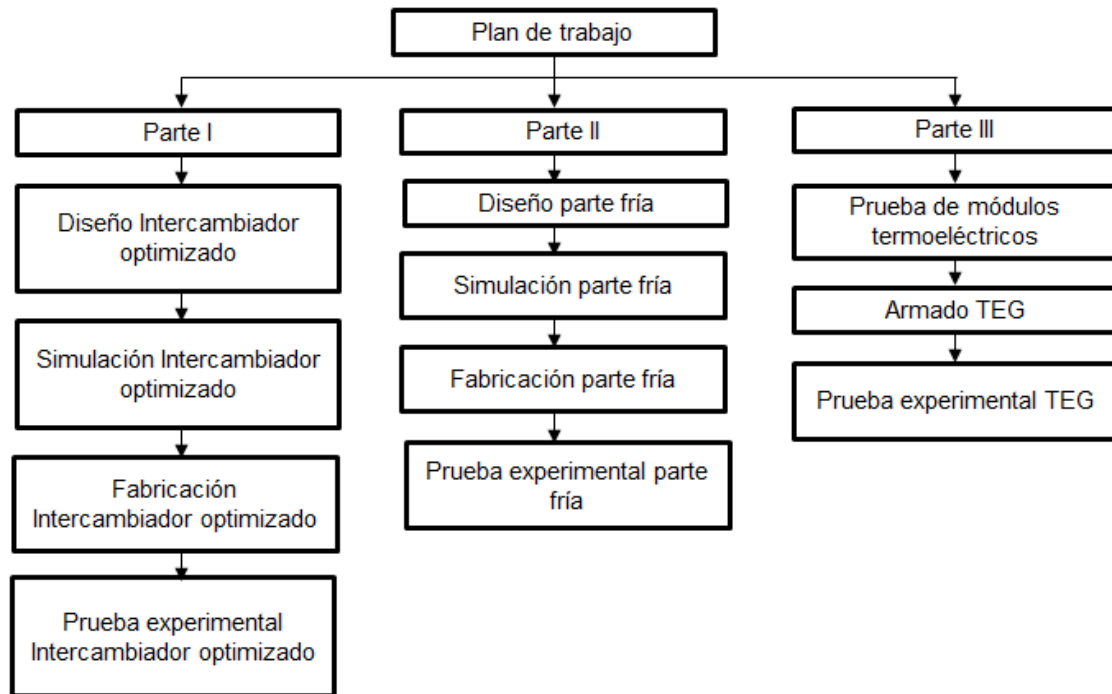 Plan de trabajo
Parte I
Diseño Intercambiador
optimizado
Simulación Intercambiador
optimizado
Fabricación
Intercambiador optimizado
Prueba experimental
Intercambiador optimizado
Parte II
Diseño parte fría
Simulación parte fría
Fabricación parte fría
Prueba experimental parte
fría
Parte III
Prueba de módulos
termoeléctricos
Armado TEG
Prueba experimental TEG